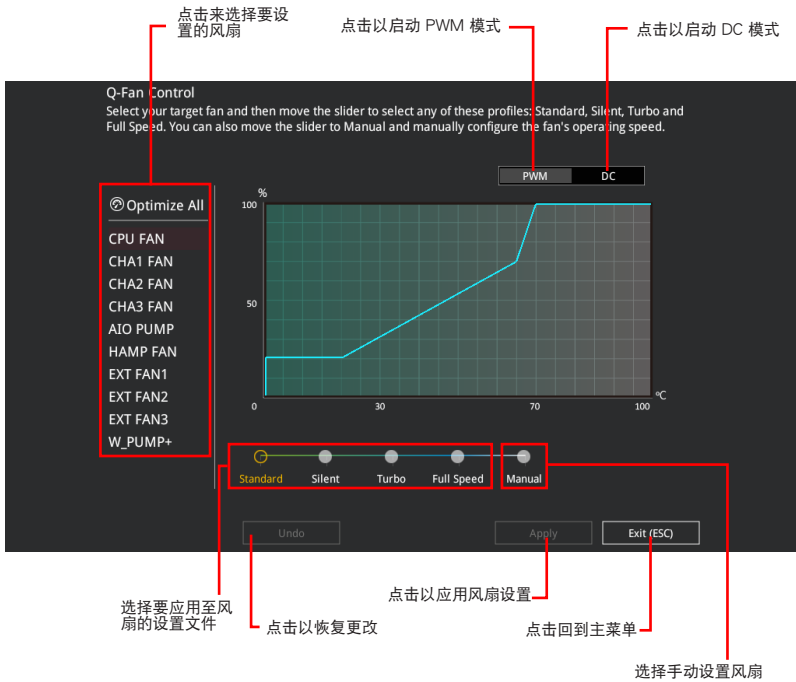 点击来选择要设
置的风扇
点击以启动 PWM 模式
点击以启动 DC 模式
Q-Fan Control
Select your target fan and then move the slider to select any of these profiles: Standard, Silent, Turbo and
Full Speed. You can also move the slider to Manual and manually configure the fan's operating speed.
PWM
DC
Optimize All
CPU FAN
CHA1 FAN
CHA2 FAN
CHA3 FAN
AIO PUMP
HAMP FAN
EXT FAN1
EXT FAN2
EXT FAN3
W_PUMP+
%
100
50
0
30
70
100
℃
Standard
Silent
Turbo
Full Speed
Manual
Undo
Apply
Exit (ESC)
选择要应用至风
扇的设置文件
点击以恢复更改
点击以应用风扇设置
点击回到主菜单
选择手动设置风扇